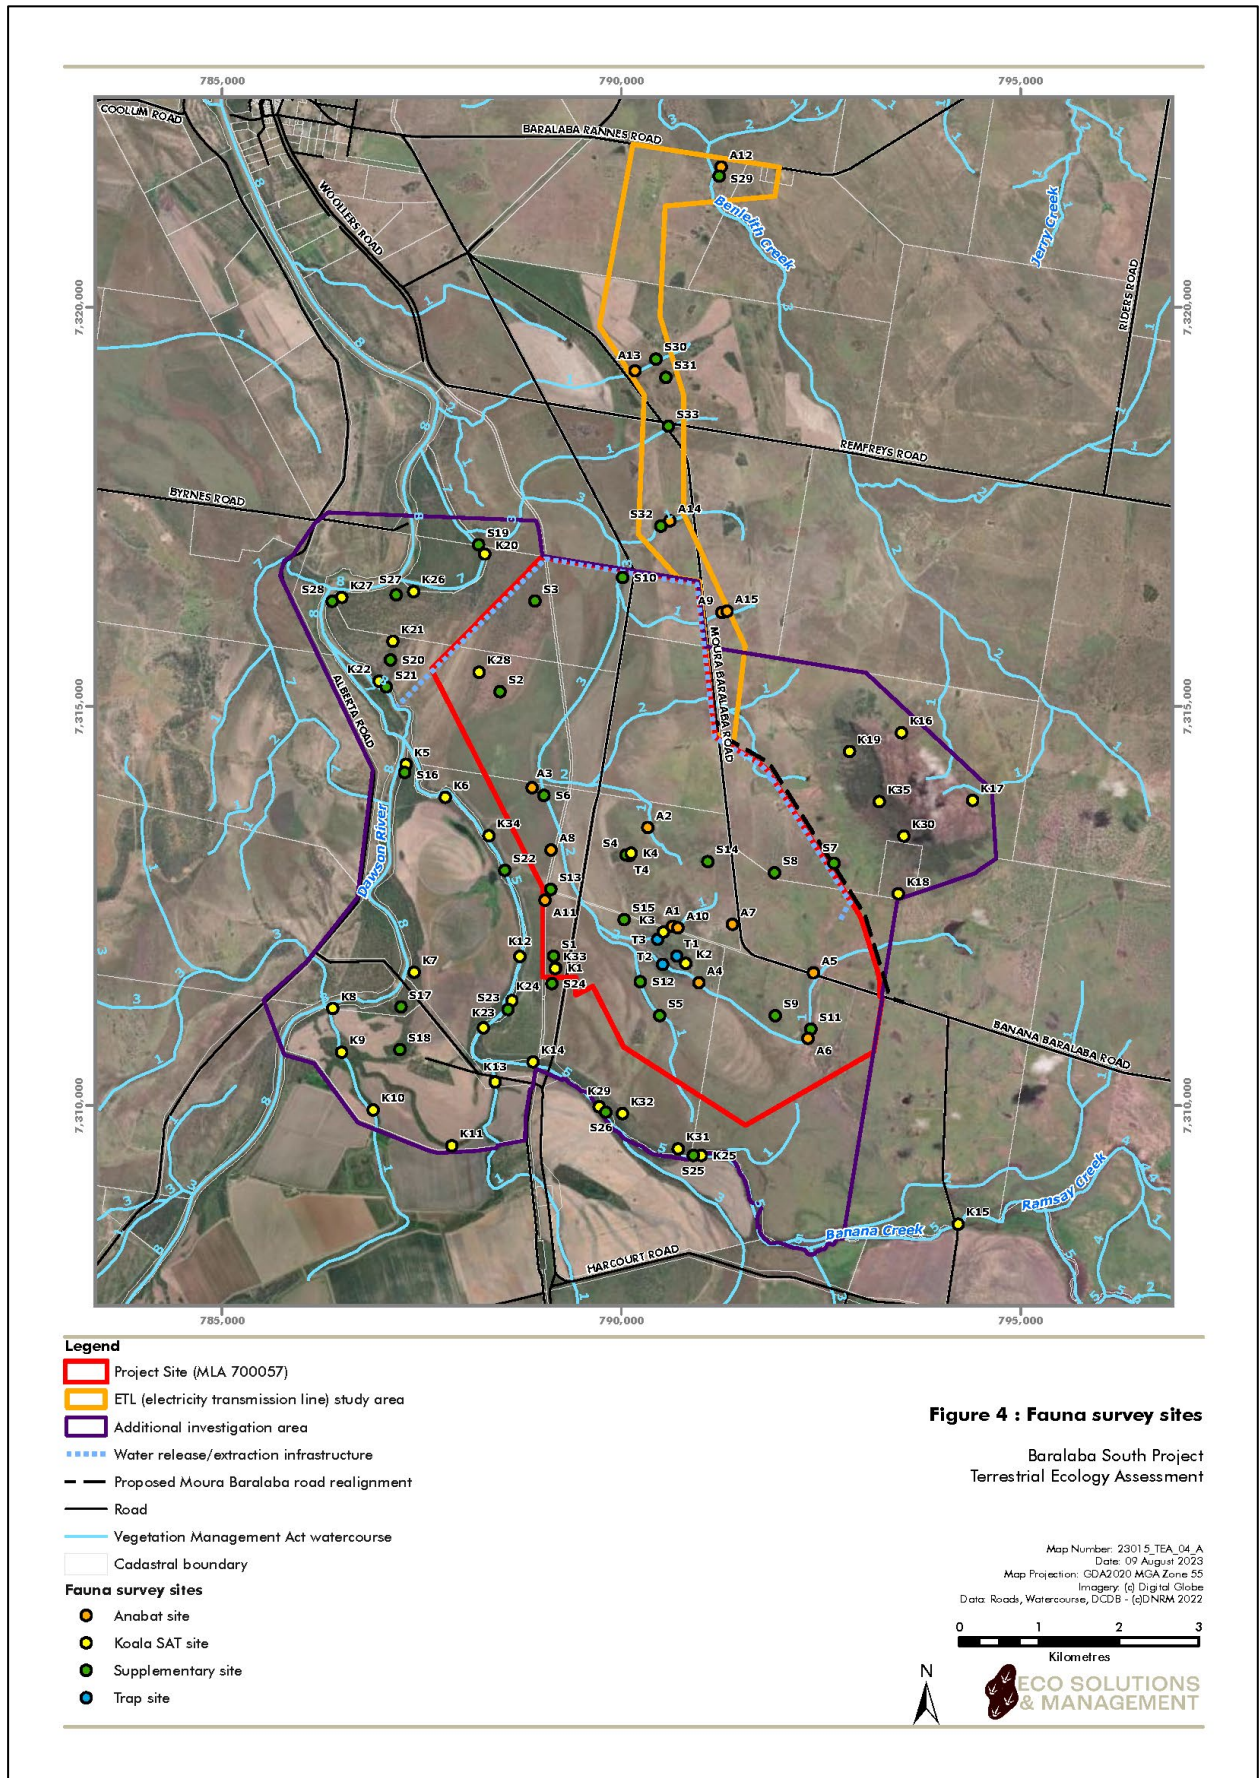 785,000
790,000
795,000
COOLUM ROAD
BARALABA RANNES ROAD
A12
S29
WOOLLERS ROAD
Benleith Creek
Jerry Creek
RIDERS ROAD
7,320,000
7,320,000
S30
A13
S31
S33
REMFREYS ROAD
BYRNES ROAD
A14
S32
S19
K20
S10
S27
K26
S28
K27
S3
A9
A15
K21
S20
K22
S21
K28
S2
MOURA BARALABA ROAD
ALBERTA ROAD
7,315,000
7,315,000
K16
K19
K5
S16
A3
S6
K6
K35
K17
A2
K34
K30
A8
S4
K4
T4
S14
S8
S7
S22
S13
K18
Dawson River
A11
S15
K3
A1
A10
A7
T3
K12
S1
T1
K33
T2
K2
K7
K1
A5
A4
S24
S12
K8
S17
S23
K24
S5
S9
K23
S11
BANANA BARALABA ROAD
K9
S18
A6
K14
K13
K29
K32
K10
S26
7,310,000
7,310,000
K11
K31
S25
K25
Ramsay Creek
K15
Banana Creek
HARCOURT ROAD
785,000
790,000
795,000
Legend
Project Site (MLA 700057)
ETL (electricity transmission line) study area
Additional investigation area
Water release/extraction infrastructure
Proposed Moura Baralaba road realignment
Road
Vegetation Management Act watercourse
Cadastral boundary
Fauna survey sites
Anabat site
Koala SAT site
Supplementary site
Trap site
Figure 4 : Fauna survey sites
Baralaba South Project
Terrestrial Ecology Assessment
Map Number: 23015_TEA_04_A
Date: 09 August 2023
Map Projection: GDA2020 MGA Zone 55
Imagery: (c) Digital Globe
Data: Roads, Watercourse, DCDB - (c)DNRM 2022
0 1 2 3
Kilometres
N
ECO SOLUTIONS
& MANAGEMENT